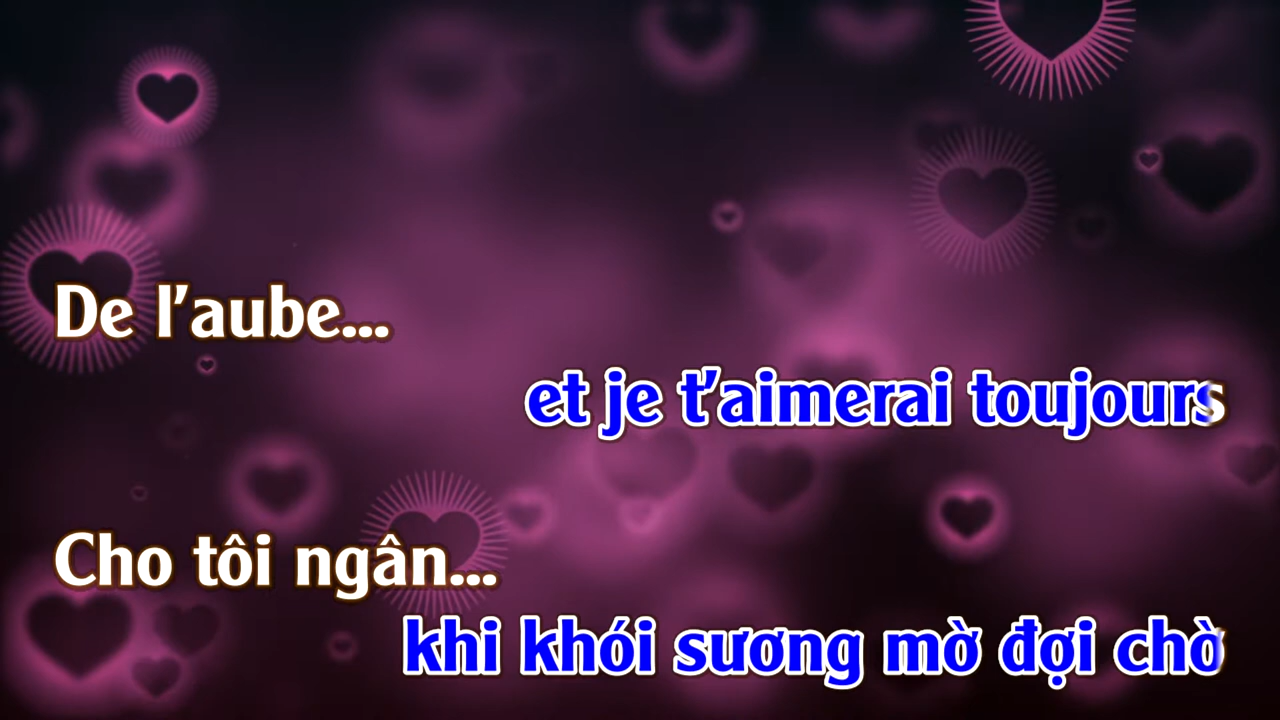 De l'aube...
et je t'aimerai toujours
Cho tôi ngân...
khi khói sương mờ đợi chờ